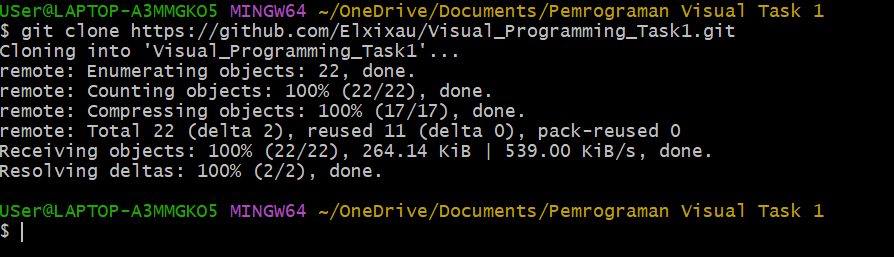 USer@LAPTOP-A3MMGKO5 MINGW64 ~/OneDrive/Documents/Pemrograman Visual Task 1
$ git clone https://github.com/Elxixau/Visual_Programming_Task1.git
Cloning into 'Visual_Programming_Task1'...
remote: Enumerating objects: 22, done.
remote: Counting objects: 100% (22/22), done.
remote: Compressing objects: 100% (17/17), done.
remote: Total 22 (delta 2), reused 11 (delta 0), pack-reused 0
Receiving objects: 100% (22/22), 264.14 KiB | 539.00 KiB/s, done.
Resolving deltas: 100% (2/2), done.
USer@LAPTOP-A3MMGKO5 MINGW64 ~/OneDrive/Documents/Pemrograman Visual Task 1
$